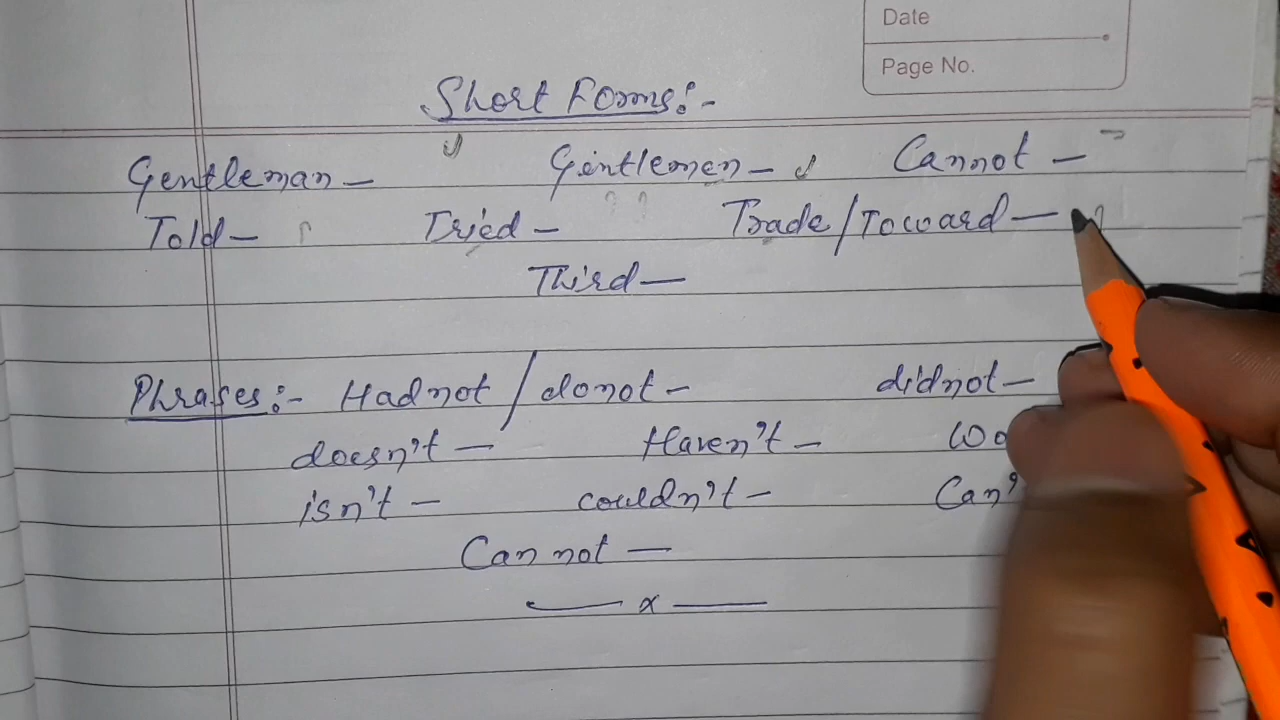 Date
Page No.
Short Forms:-
Gentleman - Gentlemen - Cannot -
Told - Tried - Trade/Toward -
Third -
Phrases:- Had not / do not - did not -
doesn't - Haven't -
isn't - couldn't - Can'
Can not -
x